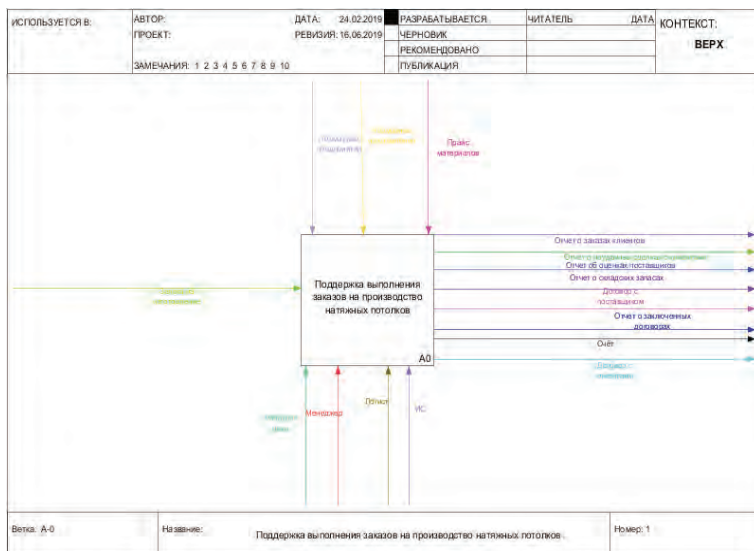 ИСПОЛЬЗУЕТСЯ В:
АВТОР:
ДАТА: 24.02.2019
РАЗРАБАТЫВАЕТСЯ
ЧИТАТЕЛЬ
ДАТА
КОНТЕКСТ:
ПРОЕКТ:
РЕВИЗИЯ: 16.06.2019
ЧЕРНОВИК
ВЕРХ
РЕКОМЕНДОВАНО
ЗАМЕЧАНИЯ: 1 2 3 4 5 6 7 8 9 10
ПУБЛИКАЦИЯ
Прайс
материалов
Отчет о заказах клиентов
Отчет об оценках поставщиков
Отчет о складских запасах
Договор с
поставщиком
Отчет о заключенных
договорах
Счёт
Поддержка выполнения
заказов на производство
натяжных потолков
A0
Менеджер
Логист
ИС
Ветка: A-0
Название:
Поддержка выполнения заказов на производство натяжных потолков
Номер: 1